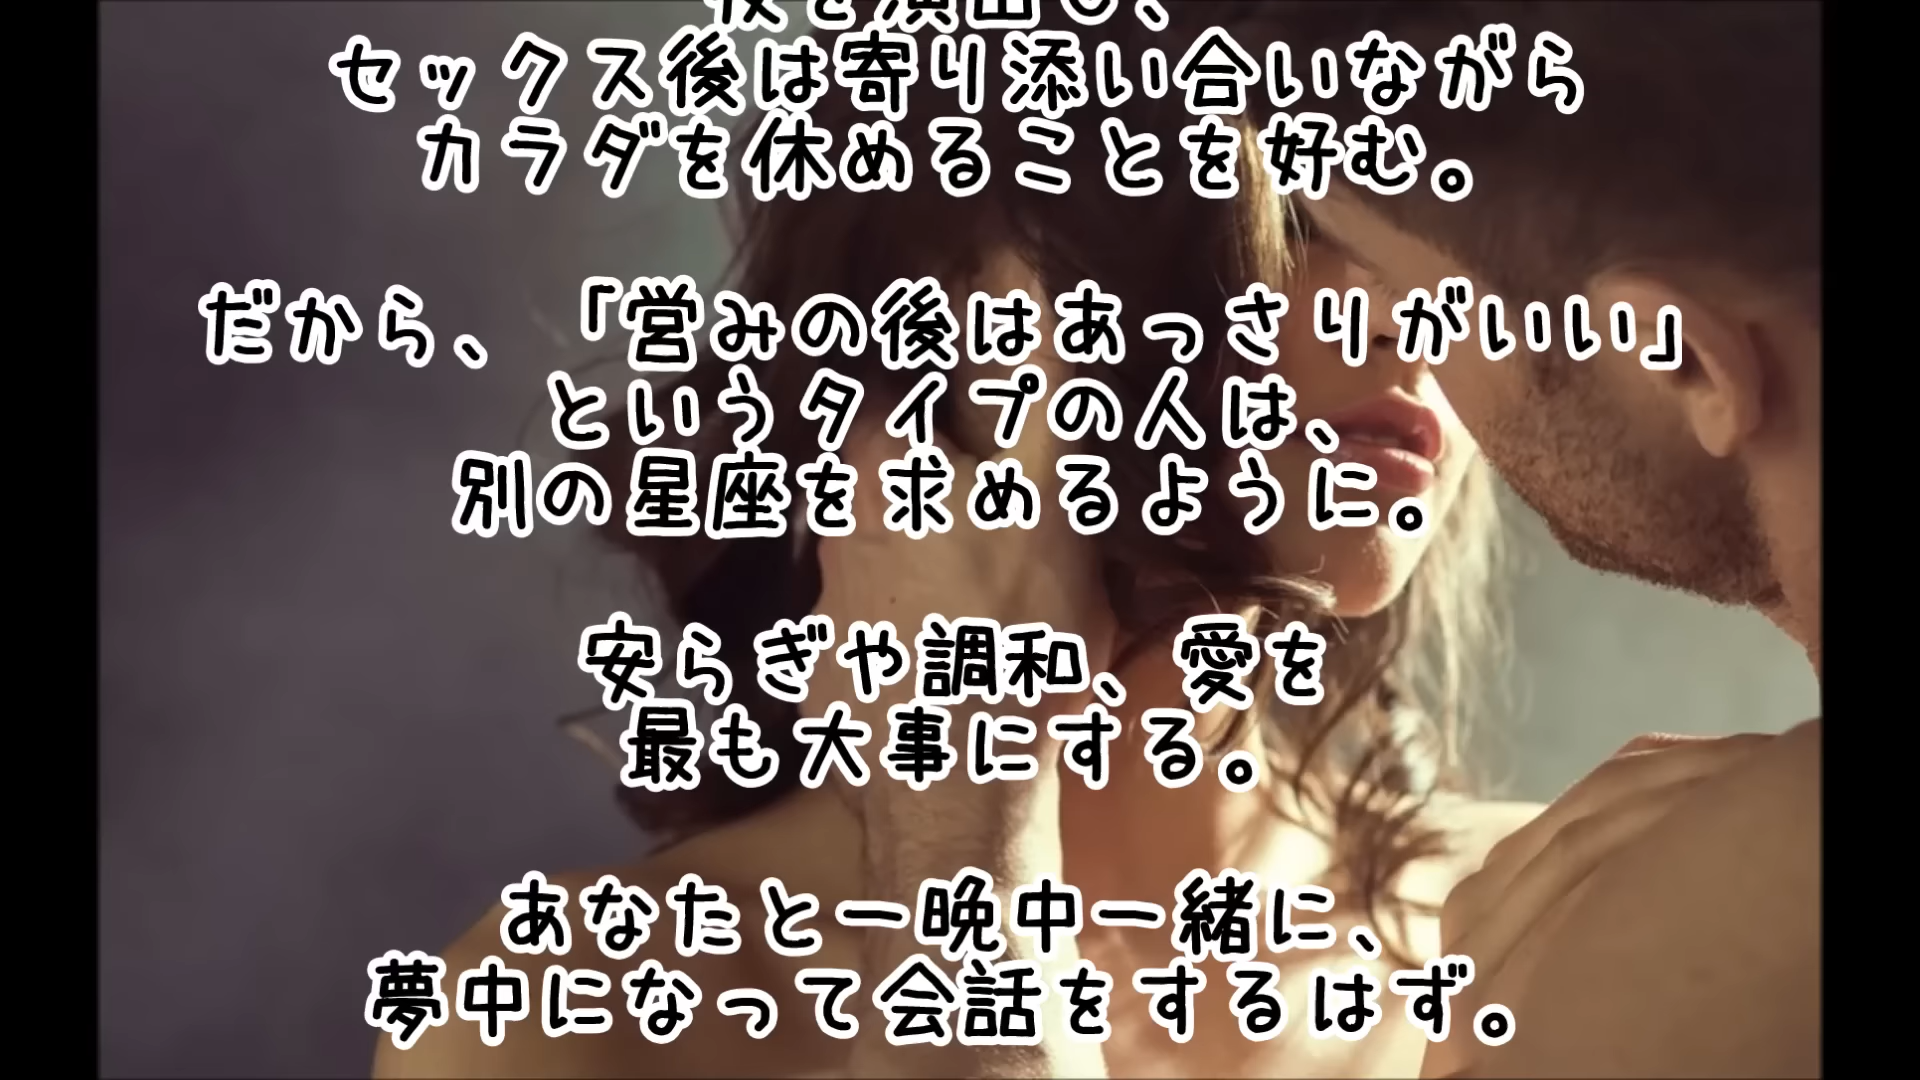 セックス後は寄り添い合いながら
カラダを休めることを好む。
だから、「営みの後はあっさりがいい」
というタイプの人は、
別の星座を求めるように。
安らぎや調和、愛を
最も大事にする。
あなたと一晩中一緒に、
夢中になって会話をするはず。